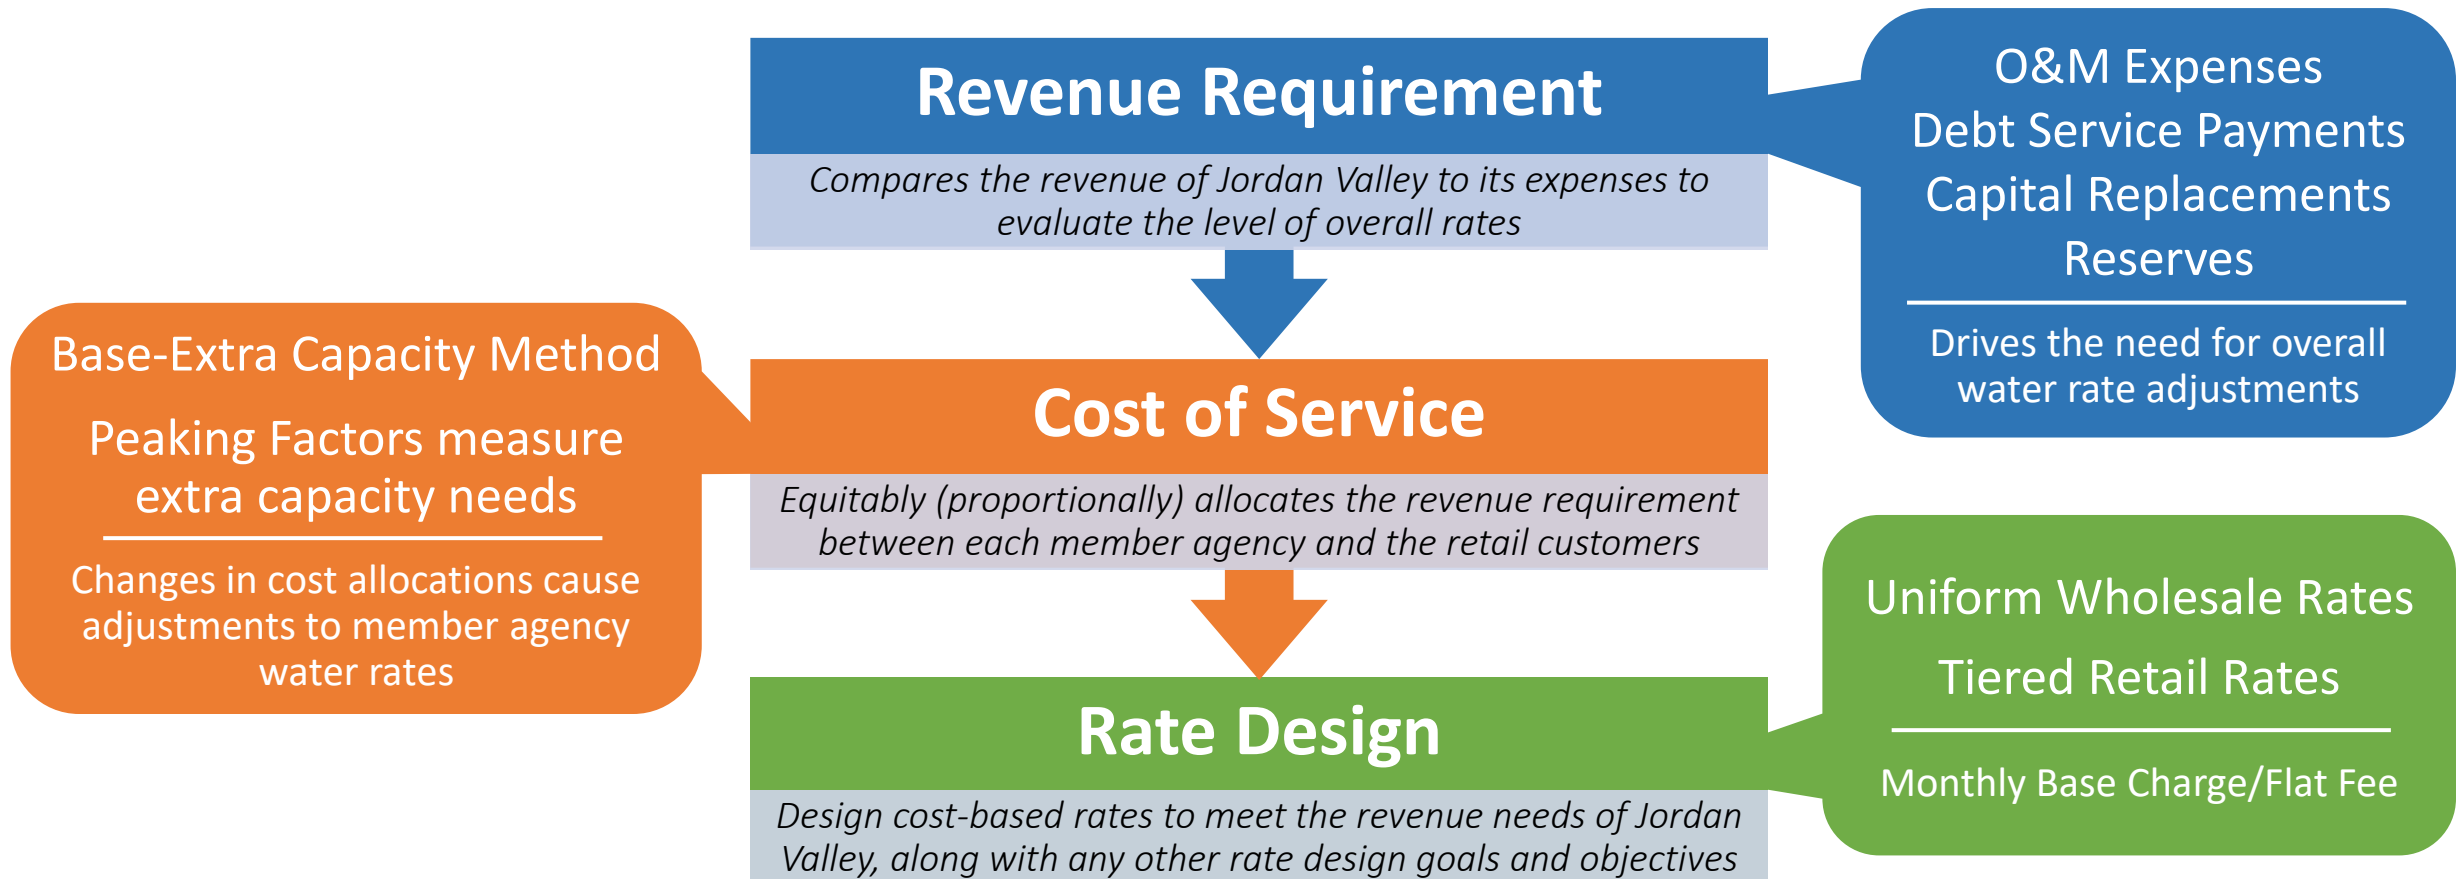 Revenue Requirement
Compares the revenue of Jordan Valley to its expenses to
evaluate the level of overall rates
O&M Expenses
Debt Service Payments
Capital Replacements
Reserves
Drives the need for overall
water rate adjustments
Base-Extra Capacity Method
Peaking Factors measure
extra capacity needs
Changes in cost allocations cause
adjustments to member agency
water rates
Cost of Service
Equitably (proportionally) allocates the revenue requirement
between each member agency and the retail customers
Rate Design
Design cost-based rates to meet the revenue needs of Jordan
Valley, along with any other rate design goals and objectives
Uniform Wholesale Rates
Tiered Retail Rates
Monthly Base Charge/Flat Fee